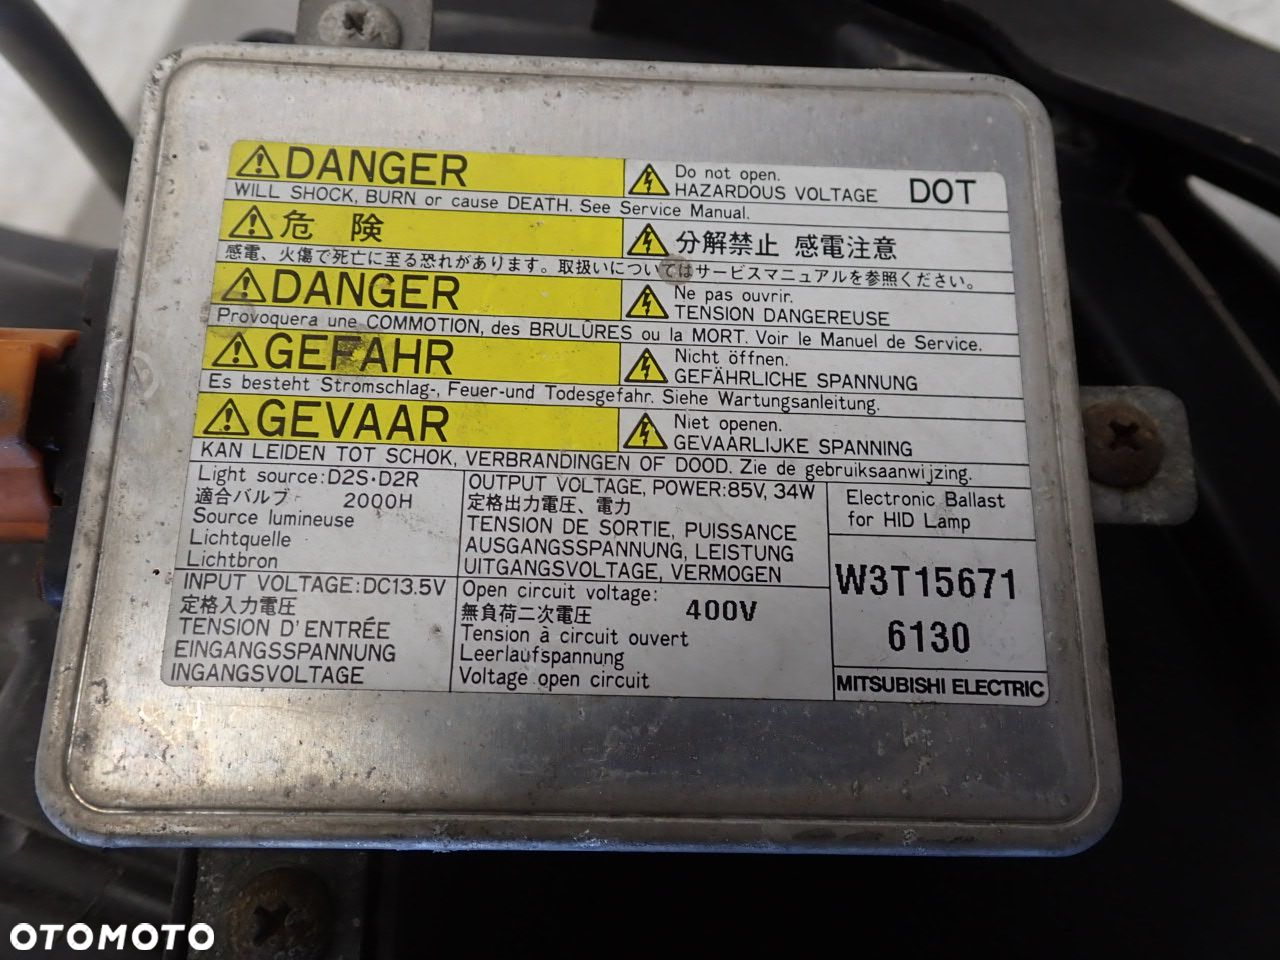 DANGER
Do not open.
HAZARDOUS VOLTAGE DOT
WILL SHOCK, BURN or cause DEATH. See Service Manual.
危 険
分解禁止 感電注意
感電、火傷で死亡に至る恐れがあります。取扱いについてはサービスマニュアルを参照ください。
DANGER
Ne pas ouvrir.
TENSION DANGEREUSE
Provoquera une COMMOTION, des BRULÛRES ou la MORT. Voir le Manuel de Service.
GEFAHR
Nicht öffnen.
GEFÄHRLICHE SPANNUNG
Es besteht Stromschlag-, Feuer-und Todesgefahr. Siehe Wartungsanleitung.
GEVAAR
Niet openen.
GEVAARLIJKE SPANNING
KAN LEIDEN TOT SCHOK, VERBRANDINGEN OF DOOD. Zie de gebruiksaanwijzing.
Light source:D2S·D2R
適合バルブ 2000H
Source lumineuse
Lichtquelle
Lichtbron
OUTPUT VOLTAGE, POWER:85V, 34W
定格出力電圧、電力
TENSION DE SORTIE, PUISSANCE
AUSGANGSSPANNUNG, LEISTUNG
UITGANGSVOLTAGE, VERMOGEN
Electronic Ballast
for HID Lamp
INPUT VOLTAGE:DC13.5V
定格入力電圧
TENSION D'ENTRÉE
EINGANGSSPANNUNG
INGANGSVOLTAGE
Open circuit voltage:
無負荷二次電圧 400V
Tension à circuit ouvert
Leerlaufspannung
Voltage open circuit
W3T15671
6130
MITSUBISHI ELECTRIC
OTOMOTO